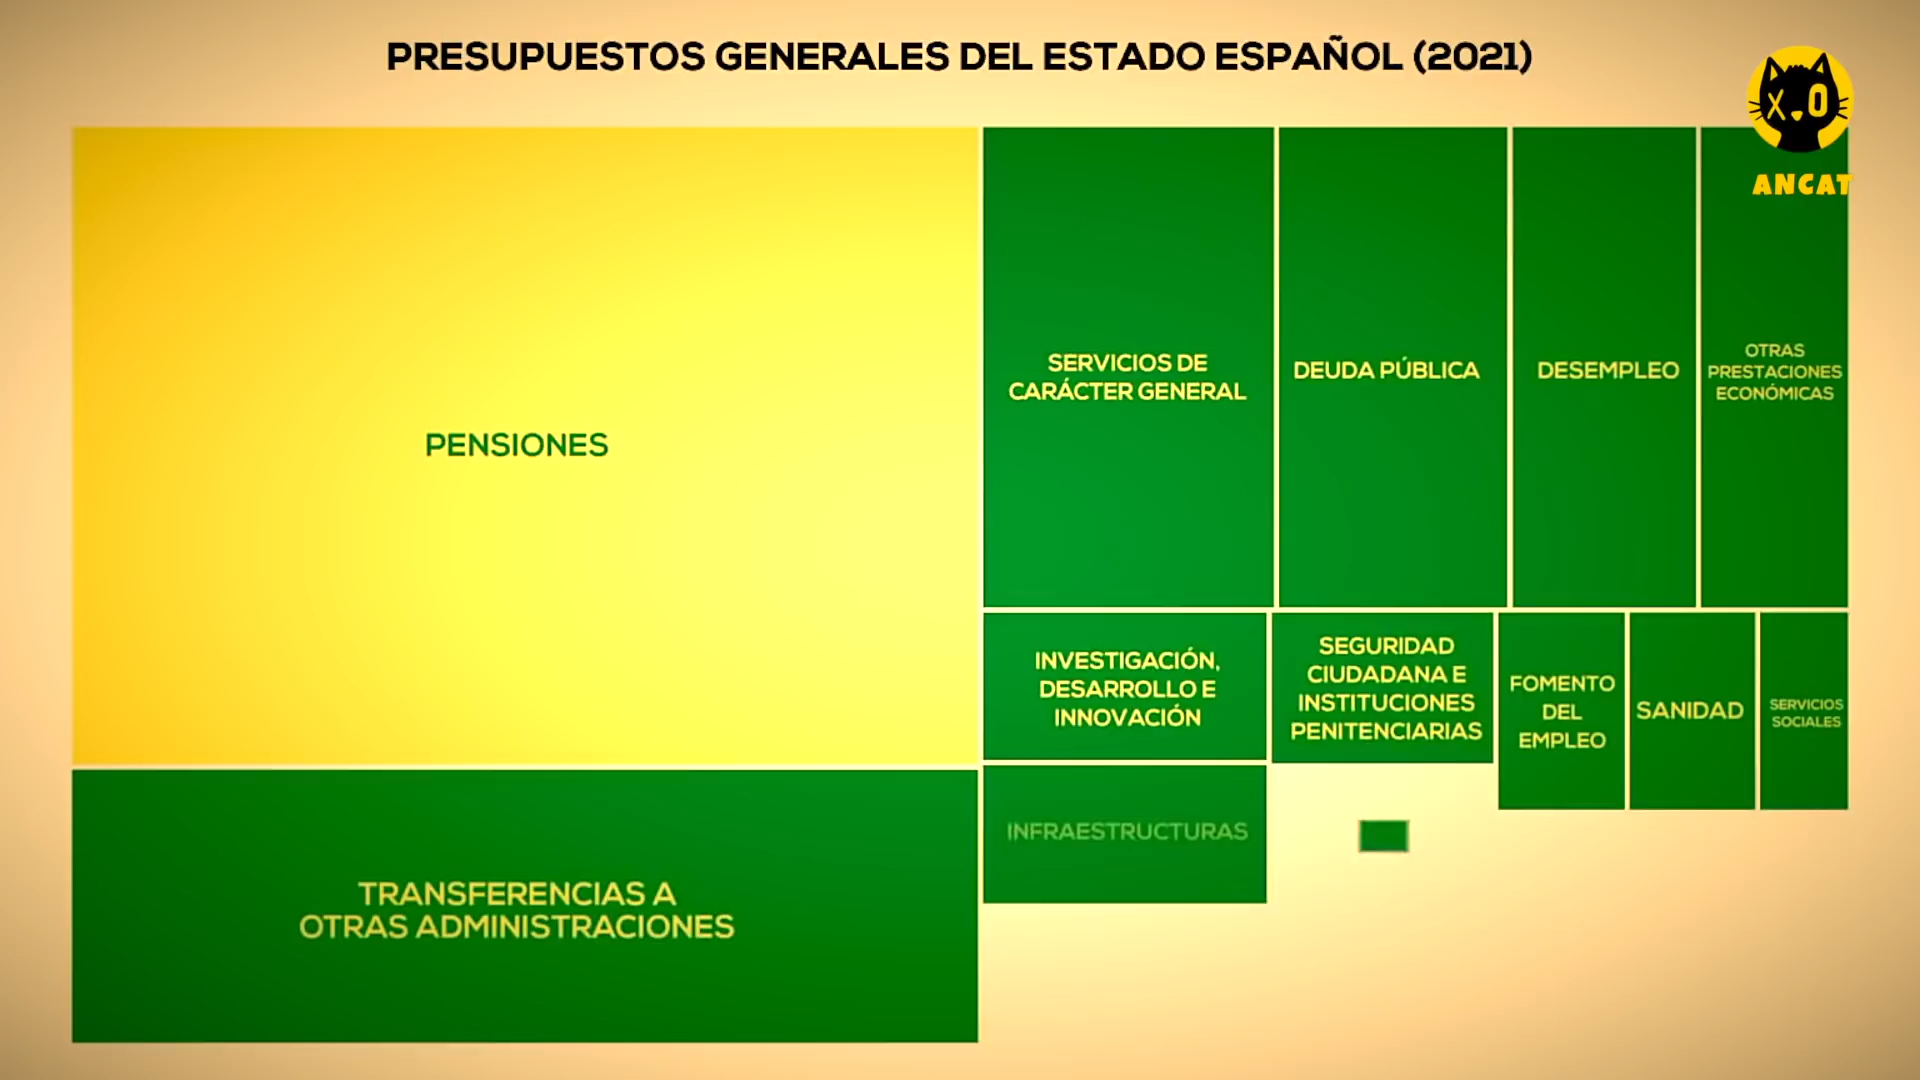 PRESUPUESTOS GENERALES DEL ESTADO ESPAÑOL (2021)
X.O
ANCAT
PENSIONES
SERVICIOS DE
CARÁCTER GENERAL
DEUDA PÚBLICA
DESEMPLEO
OTRAS
PRESTACIONES
ECONÓMICAS
INVESTIGACIÓN,
DESARROLLO E
INNOVACIÓN
SEGURIDAD
CIUDADANA E
INSTITUCIONES
PENITENCIARIAS
FOMENTO
DEL
EMPLEO
SANIDAD
SERVICIOS
SOCIALES
INFRAESTRUCTURAS
TRANSFERENCIAS A
OTRAS ADMINISTRACIONES